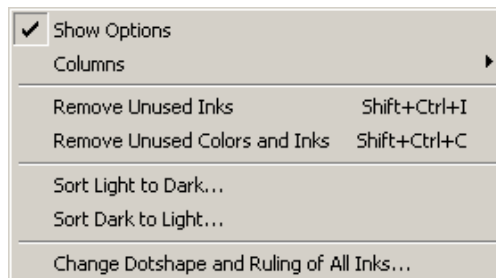 Show Options
Columns
Remove Unused Inks Shift+Ctrl+I
Remove Unused Colors and Inks Shift+Ctrl+C
Sort Light to Dark...
Sort Dark to Light...
Change Dotshape and Ruling of All Inks...